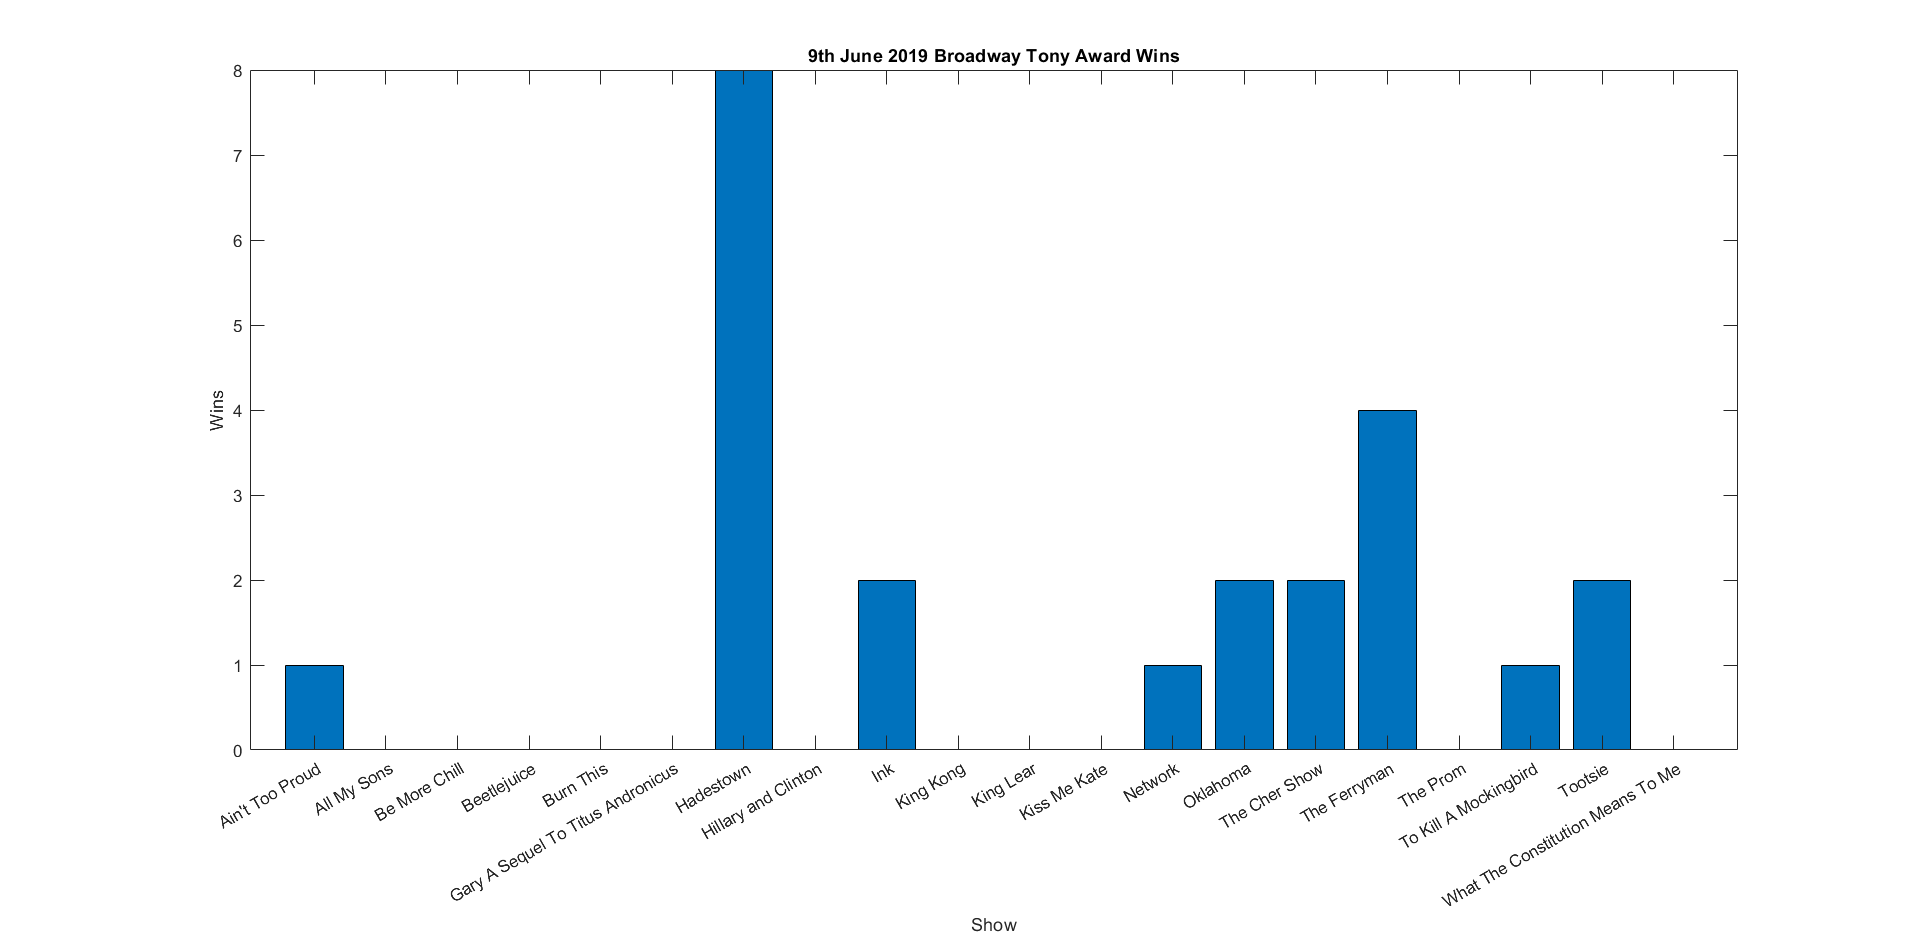 9th June 2019 Broadway Tony Award Wins
8
7
6
5
4
3
2
1
0
Wins
Ain't Too Proud
All My Sons
Be More Chill
Beetlejuice
Burn This
Gary A Sequel To Titus Andronicus
Hadestown
Hillary and Clinton
Ink
King Kong
King Lear
Kiss Me Kate
Network
Oklahoma
The Cher Show
The Ferryman
The Prom
To Kill A Mockingbird
Tootsie
What The Constitution Means To Me
Show